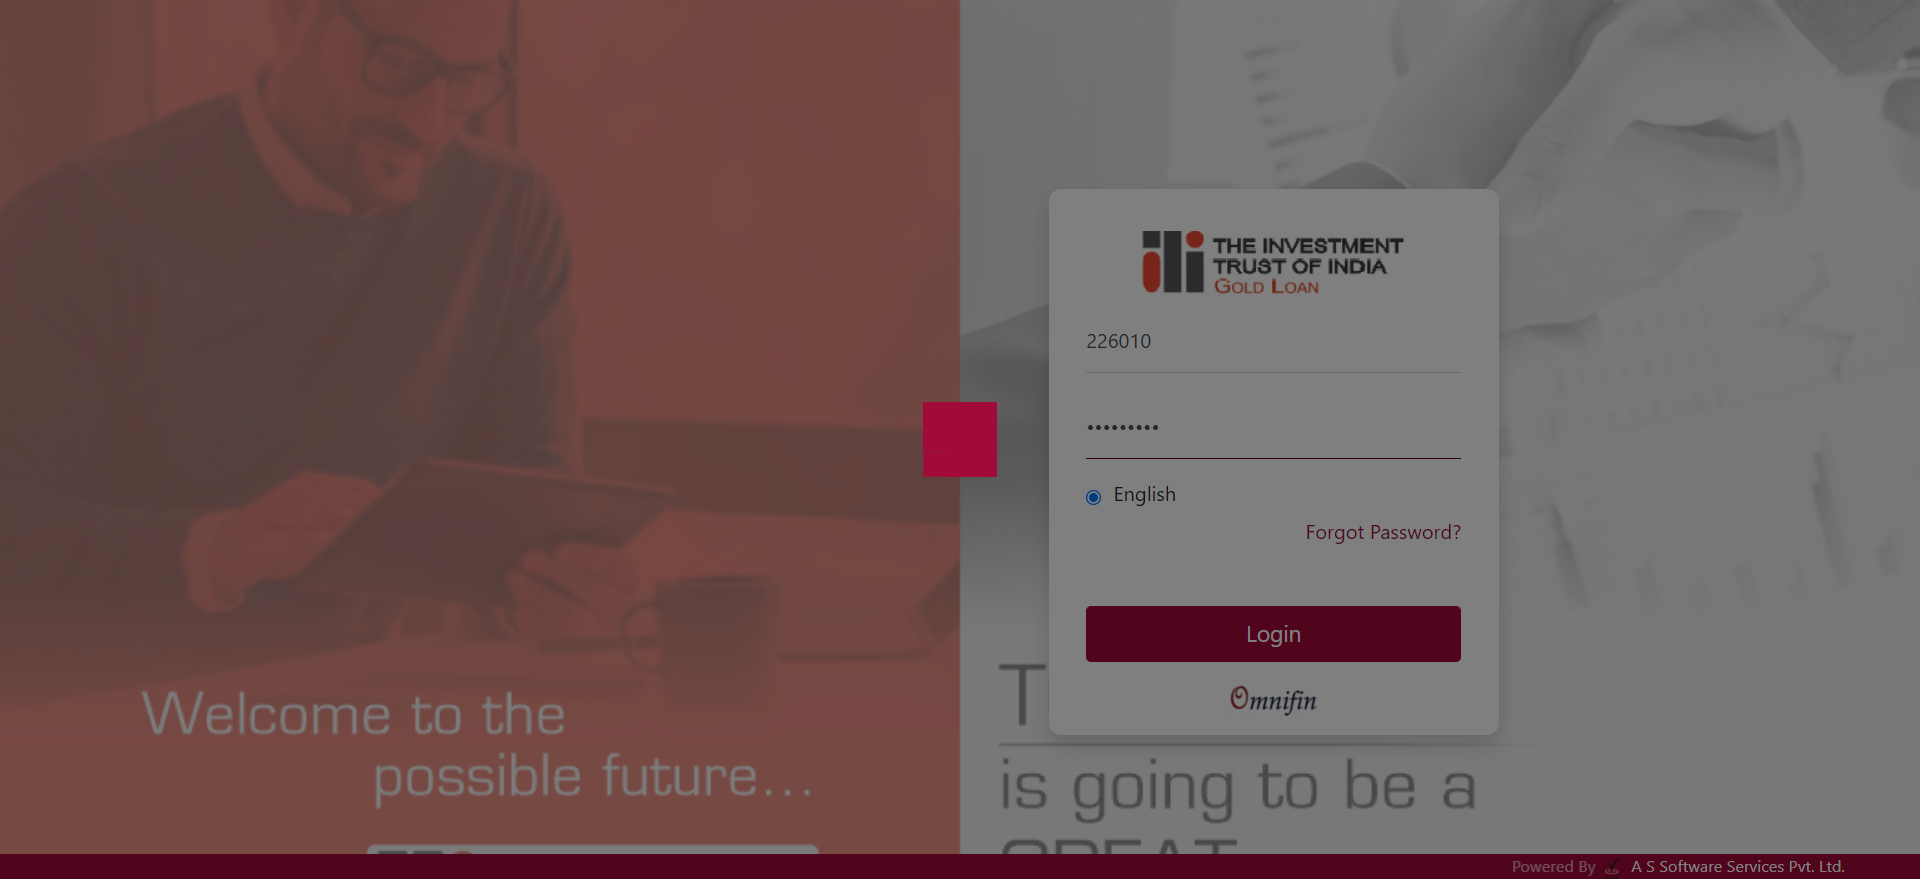 THE INVESTMENT
TRUST OF INDIA
GOLD LOAN
226010
•••••••••
English
Forgot Password?
Login
Omnifin
Welcome to the
possible future...
T
is going to be a
GREAT
Powered By A S Software Services Pvt. Ltd.